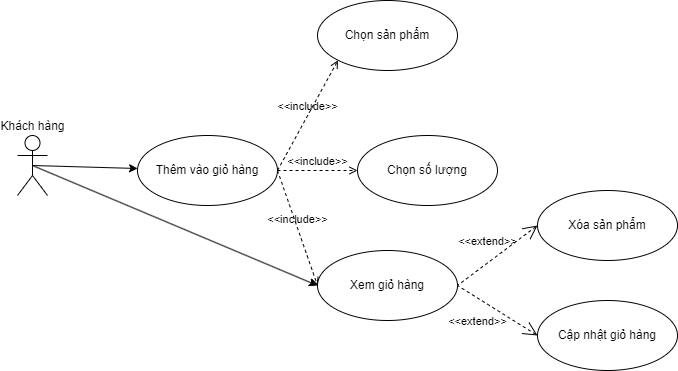 Chọn sản phẩm
<<include>>
Khách hàng
Thêm vào giỏ hàng
<<include>>
Chọn số lượng
<<include>>
Xóa sản phẩm
<<extend>>
Xem giỏ hàng
<<extend>>
Cập nhật giỏ hàng